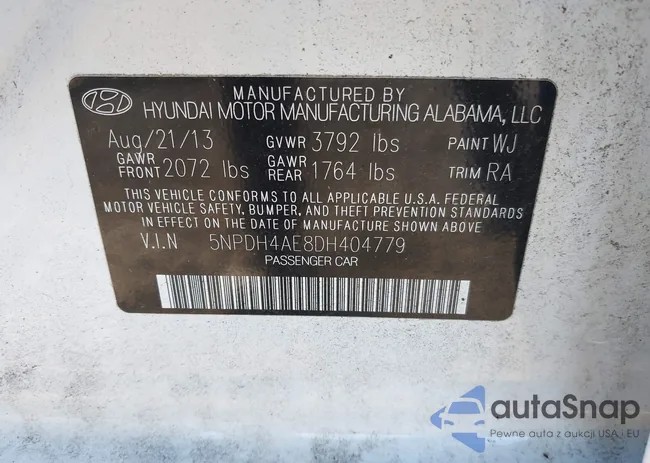 MANUFACTURED BY
HYUNDAI MOTOR MANUFACTURING ALABAMA, LLC
Aug/21/13 GVWR 3792 lbs PAINT WJ
GAWR FRONT 2072 lbs GAWR REAR 1764 lbs TRIM RA
THIS VEHICLE CONFORMS TO ALL APPLICABLE U.S.A. FEDERAL
MOTOR VEHICLE SAFETY, BUMPER, AND THEFT PREVENTION STANDARDS
IN EFFECT ON THE DATE OF MANUFACTURE SHOWN ABOVE
V.I.N 5NPDH4AE8DH404779
PASSENGER CAR
autoSnap
Pewne auta z aukcji USA i EU